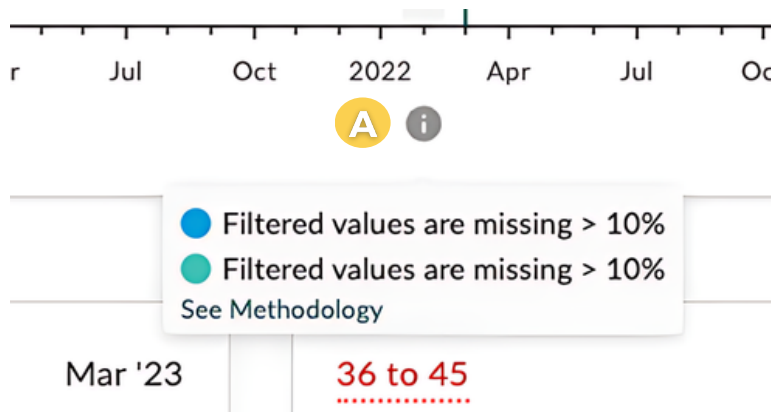 r Jul Oct 2022 Apr Jul Oc
A i
Filtered values are missing > 10%
Filtered values are missing > 10%
See Methodology
Mar '23 36 to 45